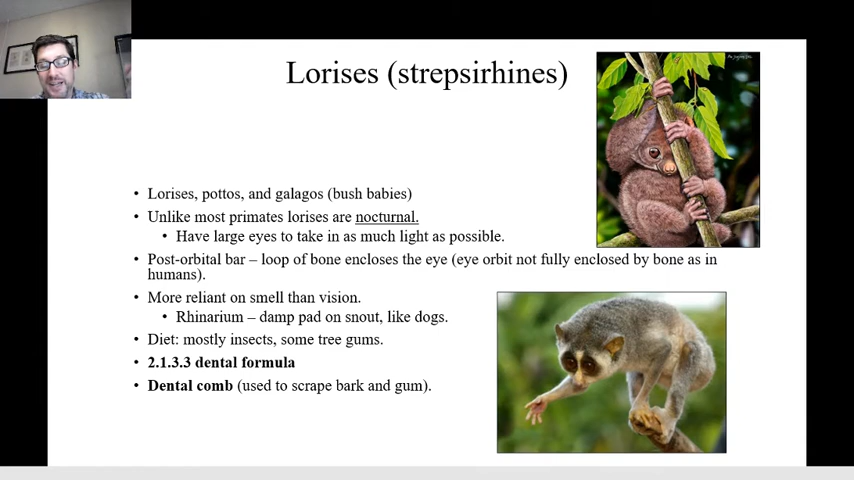 Lorises (strepsirhines)
• Lorises, pottos, and galagos (bush babies)
• Unlike most primates lorises are nocturnal.
• Have large eyes to take in as much light as possible.
• Post-orbital bar – loop of bone encloses the eye (eye orbit not fully enclosed by bone as in
humans).
• More reliant on smell than vision.
• Rhinarium – damp pad on snout, like dogs.
• Diet: mostly insects, some tree gums.
• 2.1.3.3 dental formula
• Dental comb (used to scrape bark and gum).